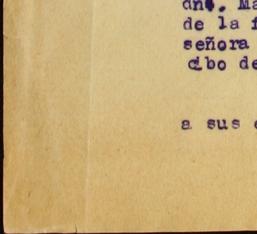 de la f
señora
cibo de
a sus